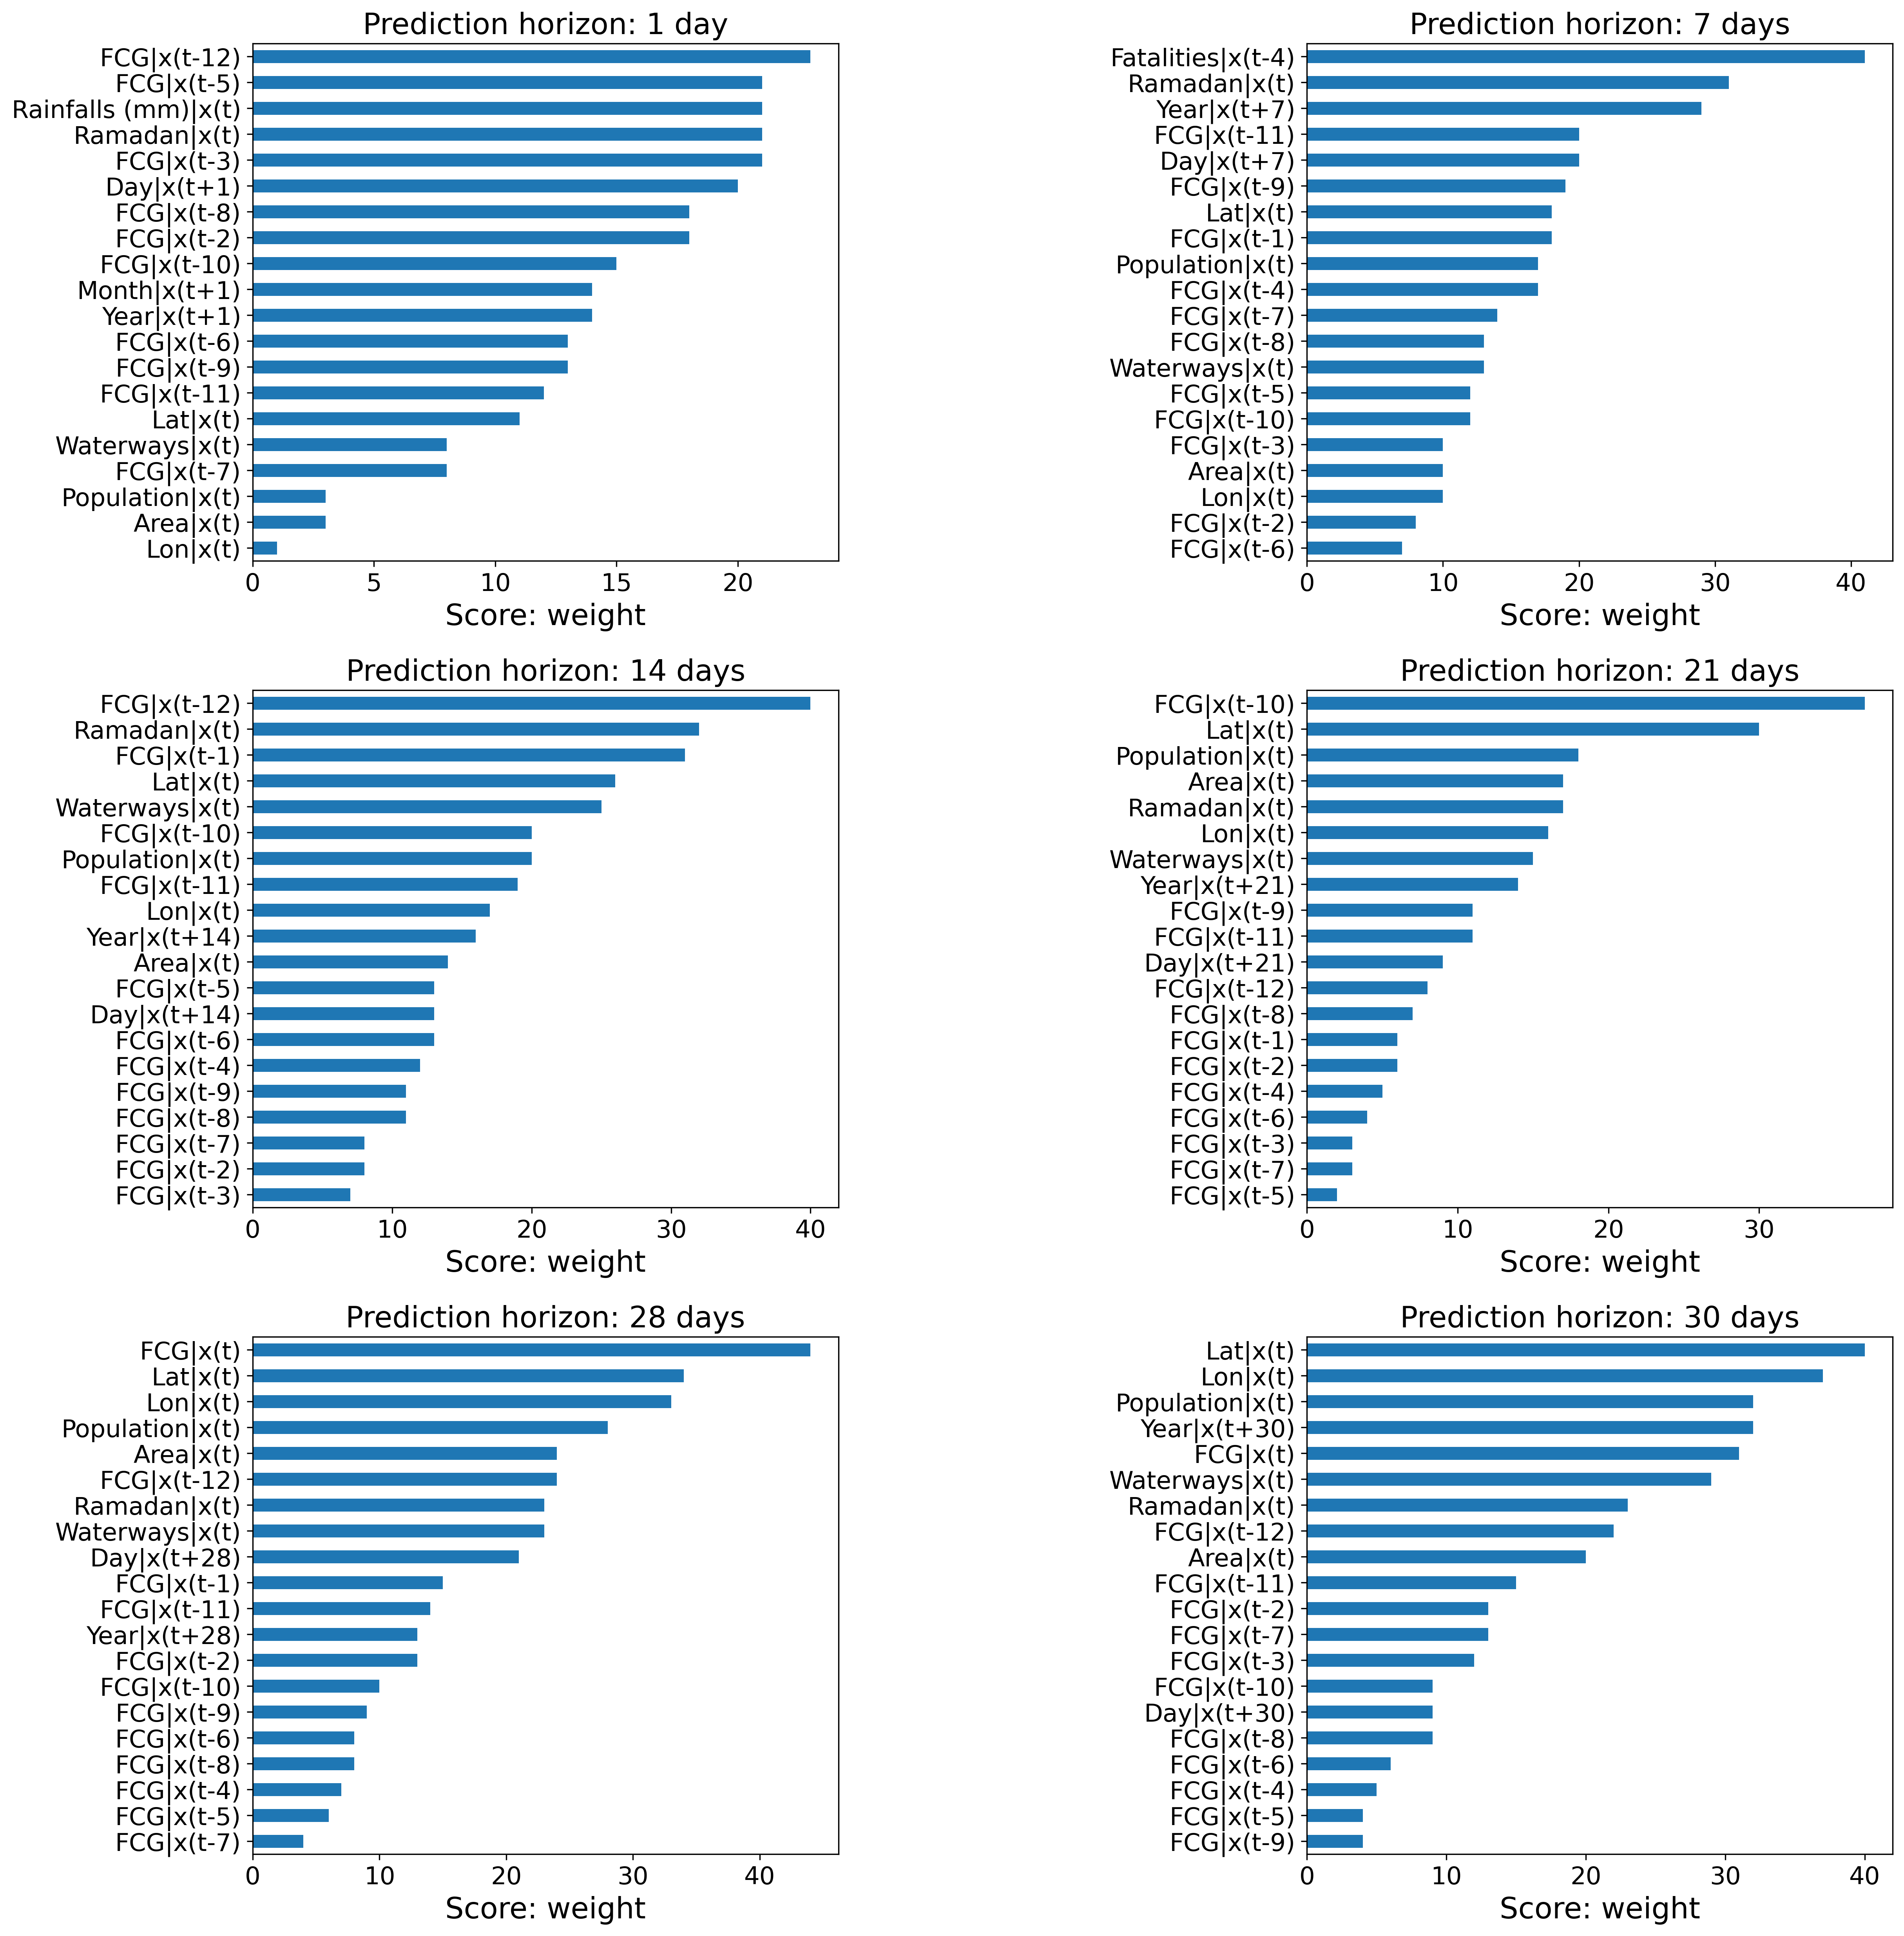 Prediction horizon: 1 day
FCG|x(t-12)
FCG|x(t-5)
Rainfalls (mm)|x(t)
Ramadan|x(t)
FCG|x(t-3)
Day|x(t+1)
FCG|x(t-8)
FCG|x(t-2)
FCG|x(t-10)
Month|x(t+1)
Year|x(t+1)
FCG|x(t-6)
FCG|x(t-9)
FCG|x(t-11)
Lat|x(t)
Waterways|x(t)
FCG|x(t-7)
Population|x(t)
Area|x(t)
Lon|x(t)
0 5 10 15 20
Score: weight
Prediction horizon: 7 days
Fatalities|x(t-4)
Ramadan|x(t)
Year|x(t+7)
FCG|x(t-11)
Day|x(t+7)
FCG|x(t-9)
Lat|x(t)
FCG|x(t-1)
Population|x(t)
FCG|x(t-4)
FCG|x(t-7)
FCG|x(t-8)
Waterways|x(t)
FCG|x(t-5)
FCG|x(t-10)
FCG|x(t-3)
Area|x(t)
Lon|x(t)
FCG|x(t-2)
FCG|x(t-6)
0 10 20 30 40
Score: weight
Prediction horizon: 14 days
FCG|x(t-12)
Ramadan|x(t)
FCG|x(t-1)
Lat|x(t)
Waterways|x(t)
FCG|x(t-10)
Population|x(t)
FCG|x(t-11)
Lon|x(t)
Year|x(t+14)
Area|x(t)
FCG|x(t-5)
Day|x(t+14)
FCG|x(t-6)
FCG|x(t-4)
FCG|x(t-9)
FCG|x(t-8)
FCG|x(t-7)
FCG|x(t-2)
FCG|x(t-3)
0 10 20 30 40
Score: weight
Prediction horizon: 21 days
FCG|x(t-10)
Lat|x(t)
Population|x(t)
Area|x(t)
Ramadan|x(t)
Lon|x(t)
Waterways|x(t)
Year|x(t+21)
FCG|x(t-9)
FCG|x(t-11)
Day|x(t+21)
FCG|x(t-12)
FCG|x(t-8)
FCG|x(t-1)
FCG|x(t-2)
FCG|x(t-4)
FCG|x(t-6)
FCG|x(t-3)
FCG|x(t-7)
FCG|x(t-5)
0 10 20 30
Score: weight
Prediction horizon: 28 days
FCG|x(t)
Lat|x(t)
Lon|x(t)
Population|x(t)
Area|x(t)
FCG|x(t-12)
Ramadan|x(t)
Waterways|x(t)
Day|x(t+28)
FCG|x(t-1)
FCG|x(t-11)
Year|x(t+28)
FCG|x(t-2)
FCG|x(t-10)
FCG|x(t-9)
FCG|x(t-6)
FCG|x(t-8)
FCG|x(t-4)
FCG|x(t-5)
FCG|x(t-7)
0 10 20 30 40
Score: weight
Prediction horizon: 30 days
Lat|x(t)
Lon|x(t)
Population|x(t)
Year|x(t+30)
FCG|x(t)
Waterways|x(t)
Ramadan|x(t)
FCG|x(t-12)
Area|x(t)
FCG|x(t-11)
FCG|x(t-2)
FCG|x(t-7)
FCG|x(t-3)
FCG|x(t-10)
Day|x(t+30)
FCG|x(t-8)
FCG|x(t-6)
FCG|x(t-4)
FCG|x(t-5)
FCG|x(t-9)
0 10 20 30 40
Score: weight